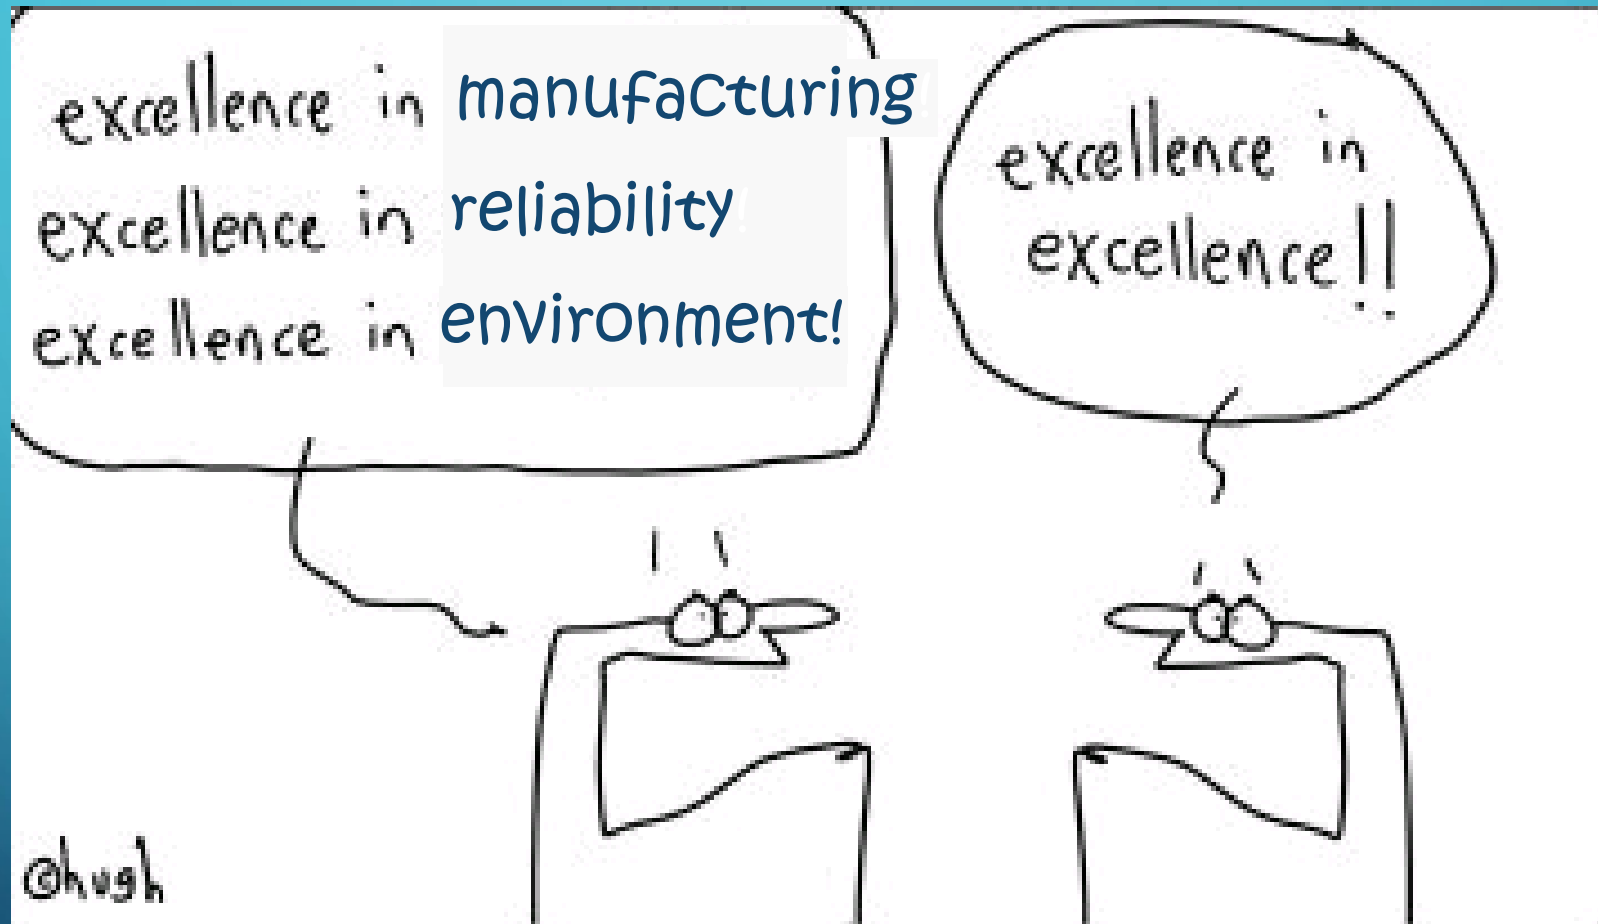 excellence in manufacturing
excellence in reliability
excellence in environment!
excellence in
excellence!!
@hugh